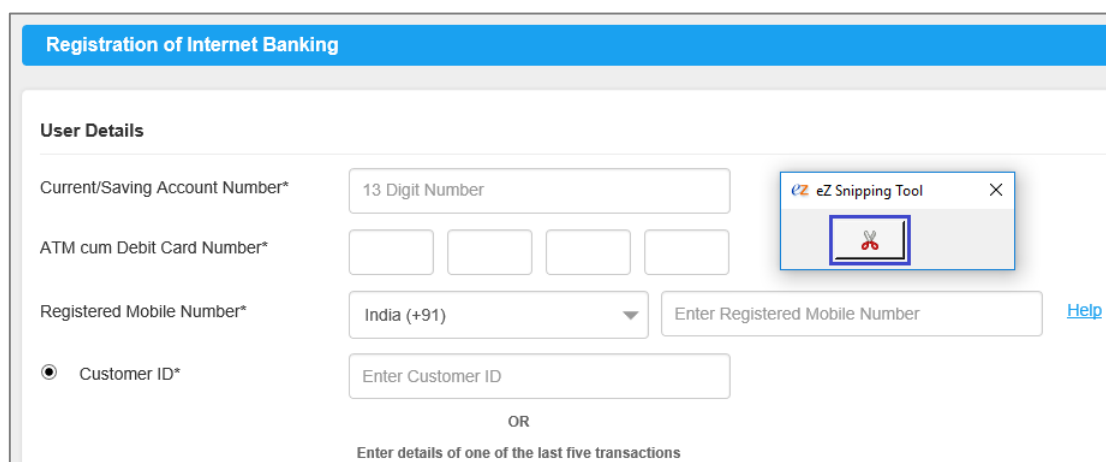 Registration of Internet Banking
User Details
Current/Saving Account Number*
13 Digit Number
eZ eZ Snipping Tool
ATM cum Debit Card Number*
Registered Mobile Number*
India (+91)
Enter Registered Mobile Number
Help
Customer ID*
Enter Customer ID
OR
Enter details of one of the last five transactions